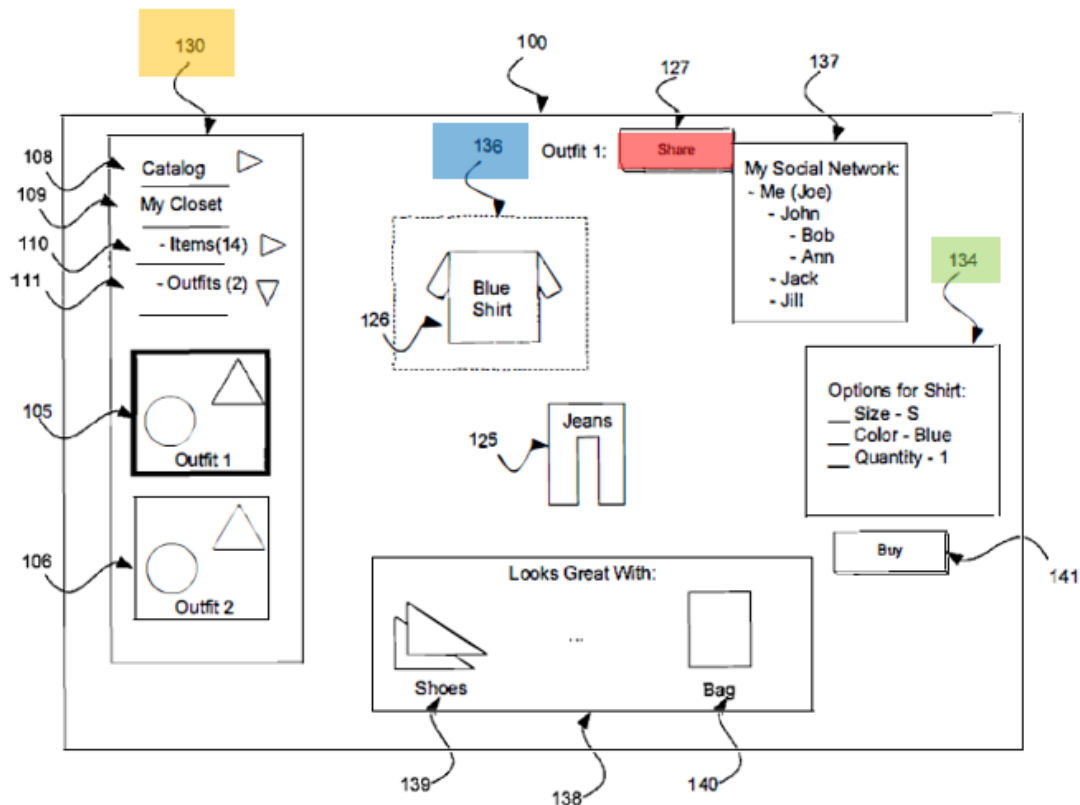 130
100
127
137
108
Catalog
109
My Closet
110
- Items(14)
111
- Outfits (2)
136
Outfit 1:
Share
My Social Network:
- Me (Joe)
- John
- Bob
- Ann
- Jack
- Jill
134
Blue
Shirt
126
105
Outfit 1
Jeans
125
Options for Shirt:
__ Size - S
__ Color - Blue
__ Quantity - 1
106
Outfit 2
Buy
141
Looks Great With:
...
Shoes
Bag
139
138
140